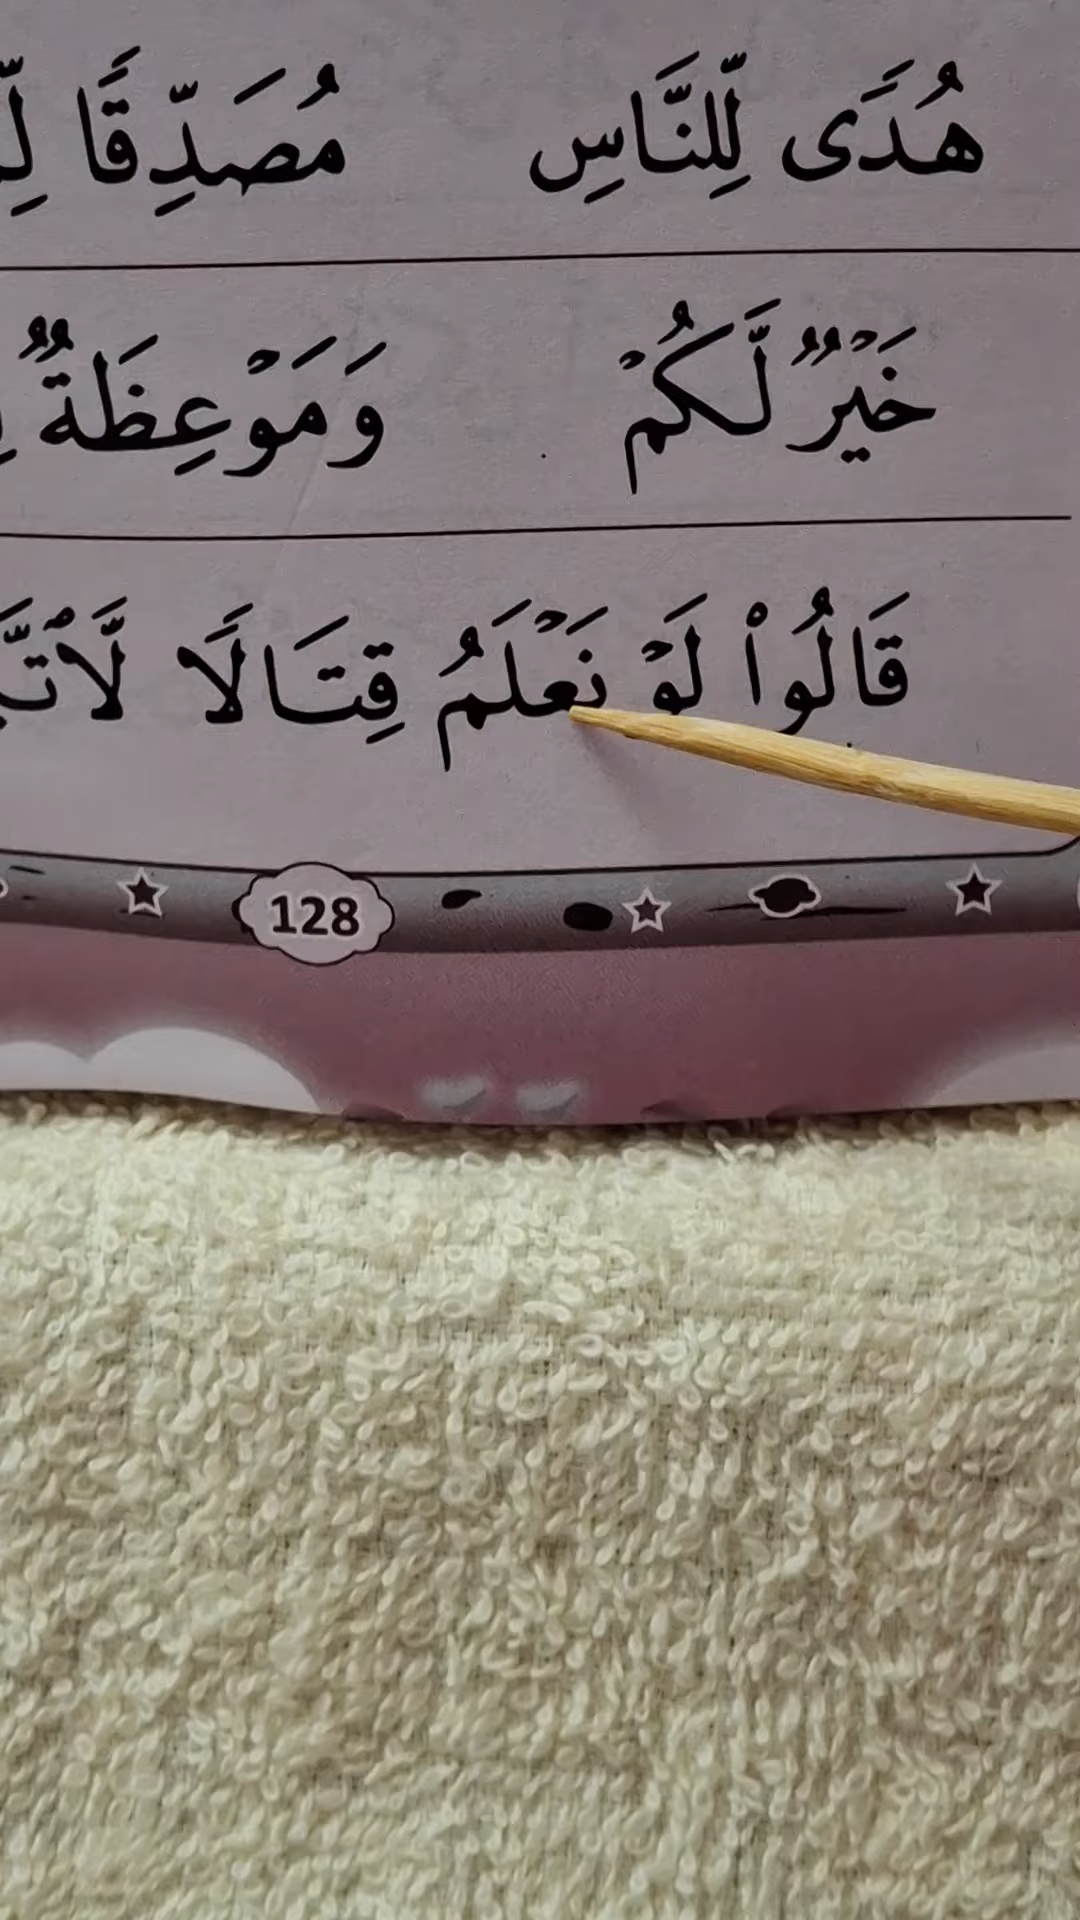 هُدًى لِّلنَّاسِ مُصَدِّقًا
خَيْرٌ لَّكُمْ وَمَوْعِظَةٌ
قَالُوا۟ لَوْ نَعْلَمُ قِتَالًا
128